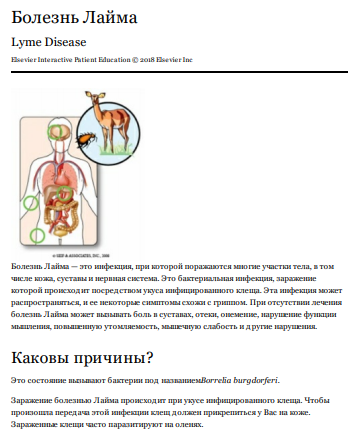 Болезнь Лайма
Lyme Disease
Elsevier Interactive Patient Education © 2018 Elsevier Inc
Болезнь Лайма — это инфекция, при которой поражаются многие участки тела, в том
числе кожа, суставы и нервная система. Это бактериальная инфекция, заражение
которой происходит посредством укуса инфицированного клеща. Эта инфекция может
распространяться, и ее некоторые симптомы схожи с гриппом. При отсутствии лечения
болезнь Лайма может вызывать боль в суставах, отеки, онемение, нарушение функции
мышления, повышенную утомляемость, мышечную слабость и другие нарушения.
Каковы причины?
Это состояние вызывают бактерии под названиемBorrelia burgdorferi.
Заражение болезнью Лайма происходит при укусе инфицированного клеща. Чтобы
произошла передача этой инфекции клещ должен прикрепиться у Вас на коже.
Зараженные клещи часто паразитируют на оленях.